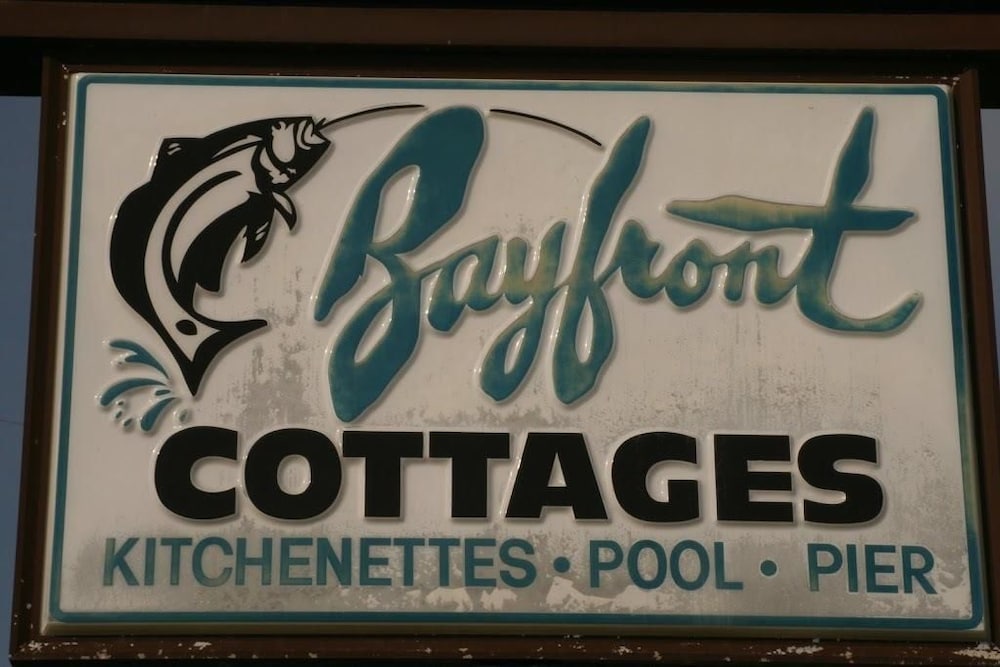 Bayfront
COTTAGES
KITCHENETTES • POOL • PIER